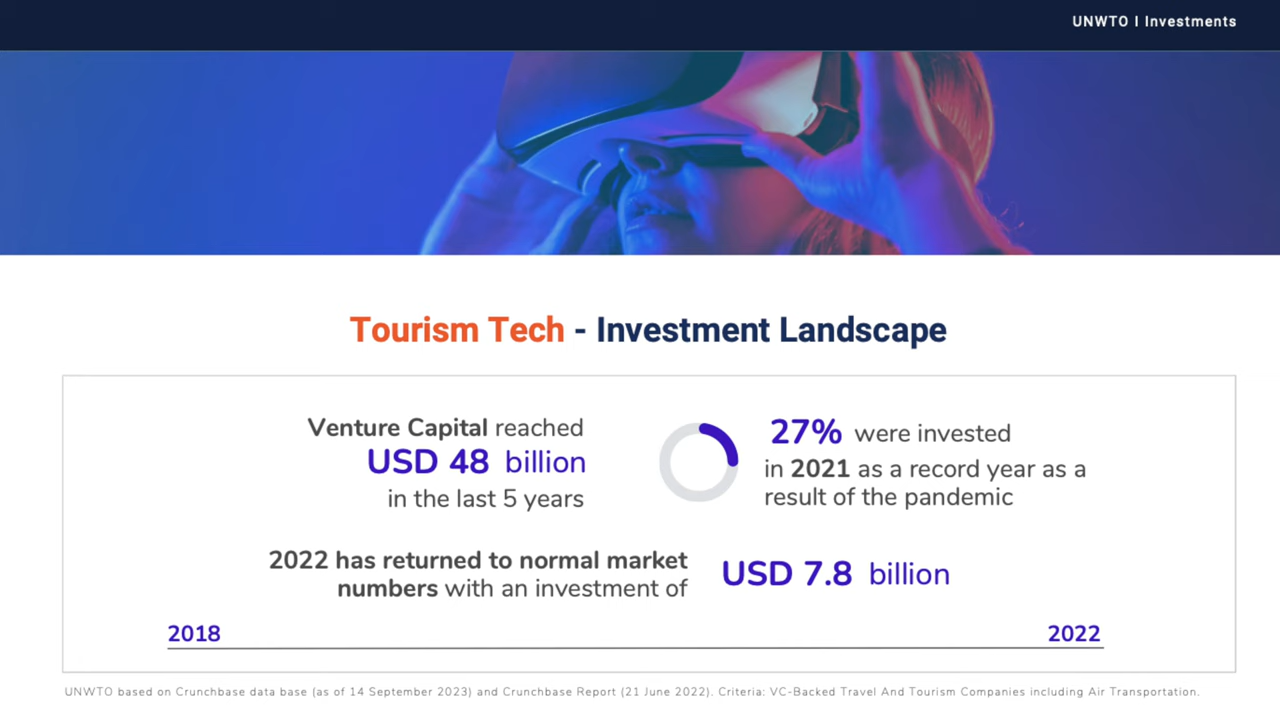 UNWTO I Investments
Tourism Tech - Investment Landscape
Venture Capital reached
USD 48 billion
in the last 5 years
27% were invested
in 2021 as a record year as a
result of the pandemic
2022 has returned to normal market
numbers with an investment of
USD 7.8 billion
2018
2022
UNWTO based on Crunchbase data base (as of 14 September 2023) and Crunchbase Report (21 June 2022). Criteria: VC-Backed Travel And Tourism Companies including Air Transportation.